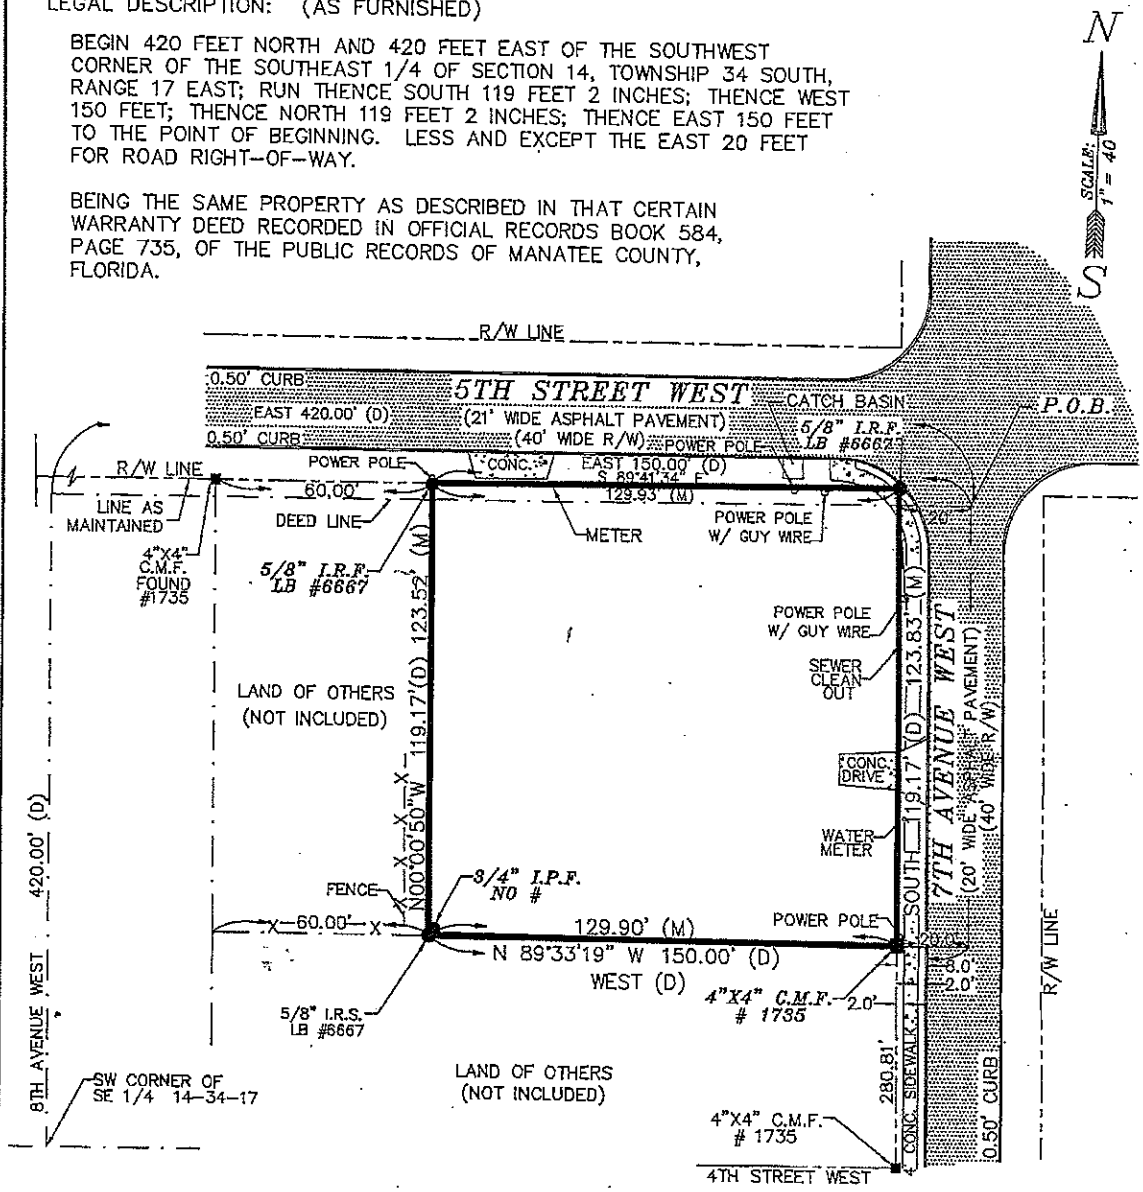 LEGAL DESCRIPTION: (AS FURNISHED)
BEGIN 420 FEET NORTH AND 420 FEET EAST OF THE SOUTHWEST
CORNER OF THE SOUTHEAST 1/4 OF SECTION 14, TOWNSHIP 34 SOUTH,
RANGE 17 EAST; RUN THENCE SOUTH 119 FEET 2 INCHES; THENCE WEST
150 FEET; THENCE NORTH 119 FEET 2 INCHES; THENCE EAST 150 FEET
TO THE POINT OF BEGINNING. LESS AND EXCEPT THE EAST 20 FEET
FOR ROAD RIGHT-OF-WAY.
BEING THE SAME PROPERTY AS DESCRIBED IN THAT CERTAIN
WARRANTY DEED RECORDED IN OFFICIAL RECORDS BOOK 584,
PAGE 735, OF THE PUBLIC RECORDS OF MANATEE COUNTY,
FLORIDA.
N
SCALE:
1" = 40
S
R/W LINE
0.50' CURB
5TH STREET WEST
CATCH BASIN
P.O.B.
EAST 420.00' (D)
(21' WIDE ASPHALT PAVEMENT)
5/8" I.R.F.
LB #6667
0.50' CURB
(40' WIDE R/W)
POWER POLE
R/W LINE
POWER POLE
CONC.
EAST 150.00' (D)
S 89°41'34" E
129.93' (M)
60.00'
LINE AS
MAINTAINED
DEED LINE
METER
POWER POLE
W/ GUY WIRE
20'
4"X4"
C.M.F.
FOUND
#1735
5/8" I.R.F.
LB #6667
N00°00'50"W 119.17'(D) 123.52' (M)
POWER POLE
W/ GUY WIRE
SEWER
CLEAN
OUT
LAND OF OTHERS
(NOT INCLUDED)
CONC.
DRIVE
WATER
METER
SOUTH 119.17' (D) 123.83' (M)
7TH AVENUE WEST
(20' WIDE ASPHALT PAVEMENT)
(40' WIDE R/W)
R/W LINE
8TH AVENUE WEST 420.00' (D)
FENCE
3/4" I.P.F.
NO #
X
X
X
X
X 60.00' X
129.90' (M)
POWER POLE
20.0'
N 89°33'19" W 150.00' (D)
WEST (D)
8.0'
2.0'
4"X4" C.M.F.
# 1735
2.0'
5/8" I.R.S.
LB #6667
SW CORNER OF
SE 1/4 14-34-17
LAND OF OTHERS
(NOT INCLUDED)
280.81'
4' CONC. SIDEWALK
0.50' CURB
4"X4" C.M.F.
# 1735
4TH STREET WEST